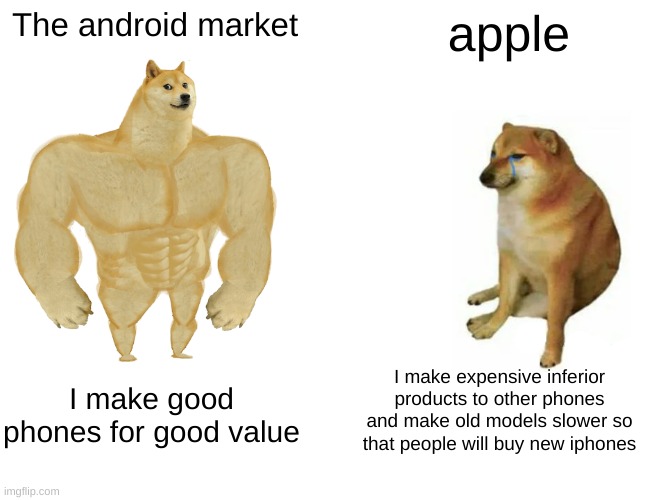 The android market
apple
I make good
phones for good value
I make expensive inferior
products to other phones
and make old models slower so
that people will buy new iphones
imgflip.com